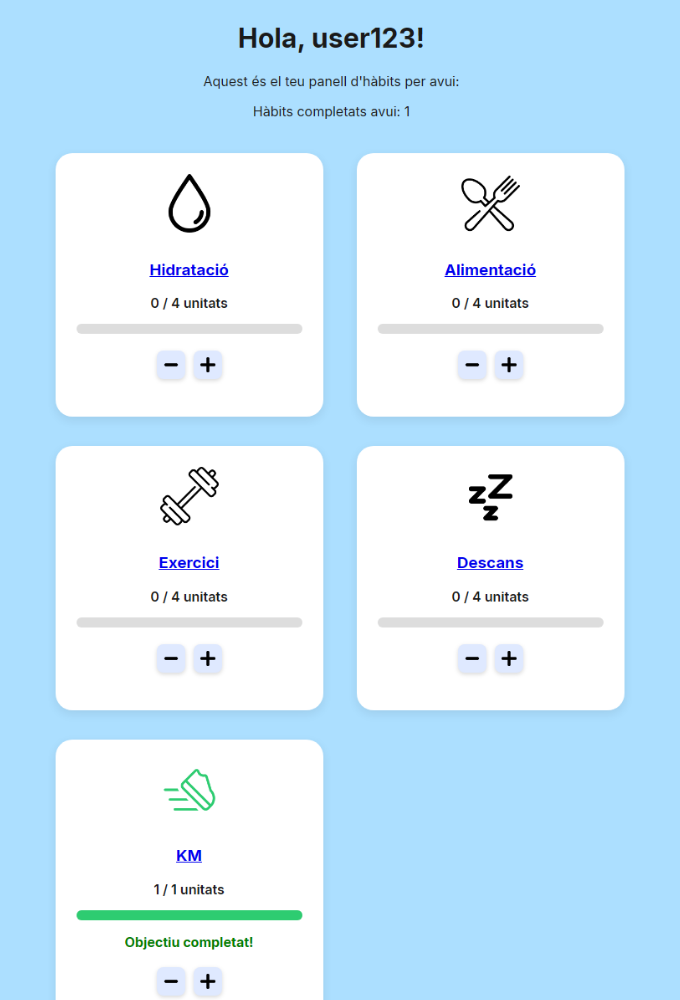 Hola, user123!
Aquest és el teu panell d'hàbits per avui:
Hàbits completats avui: 1
Hidratació
0 / 4 unitats
Alimentació
0 / 4 unitats
Exercici
0 / 4 unitats
Descans
0 / 4 unitats
KM
1 / 1 unitats
Objectiu completat!